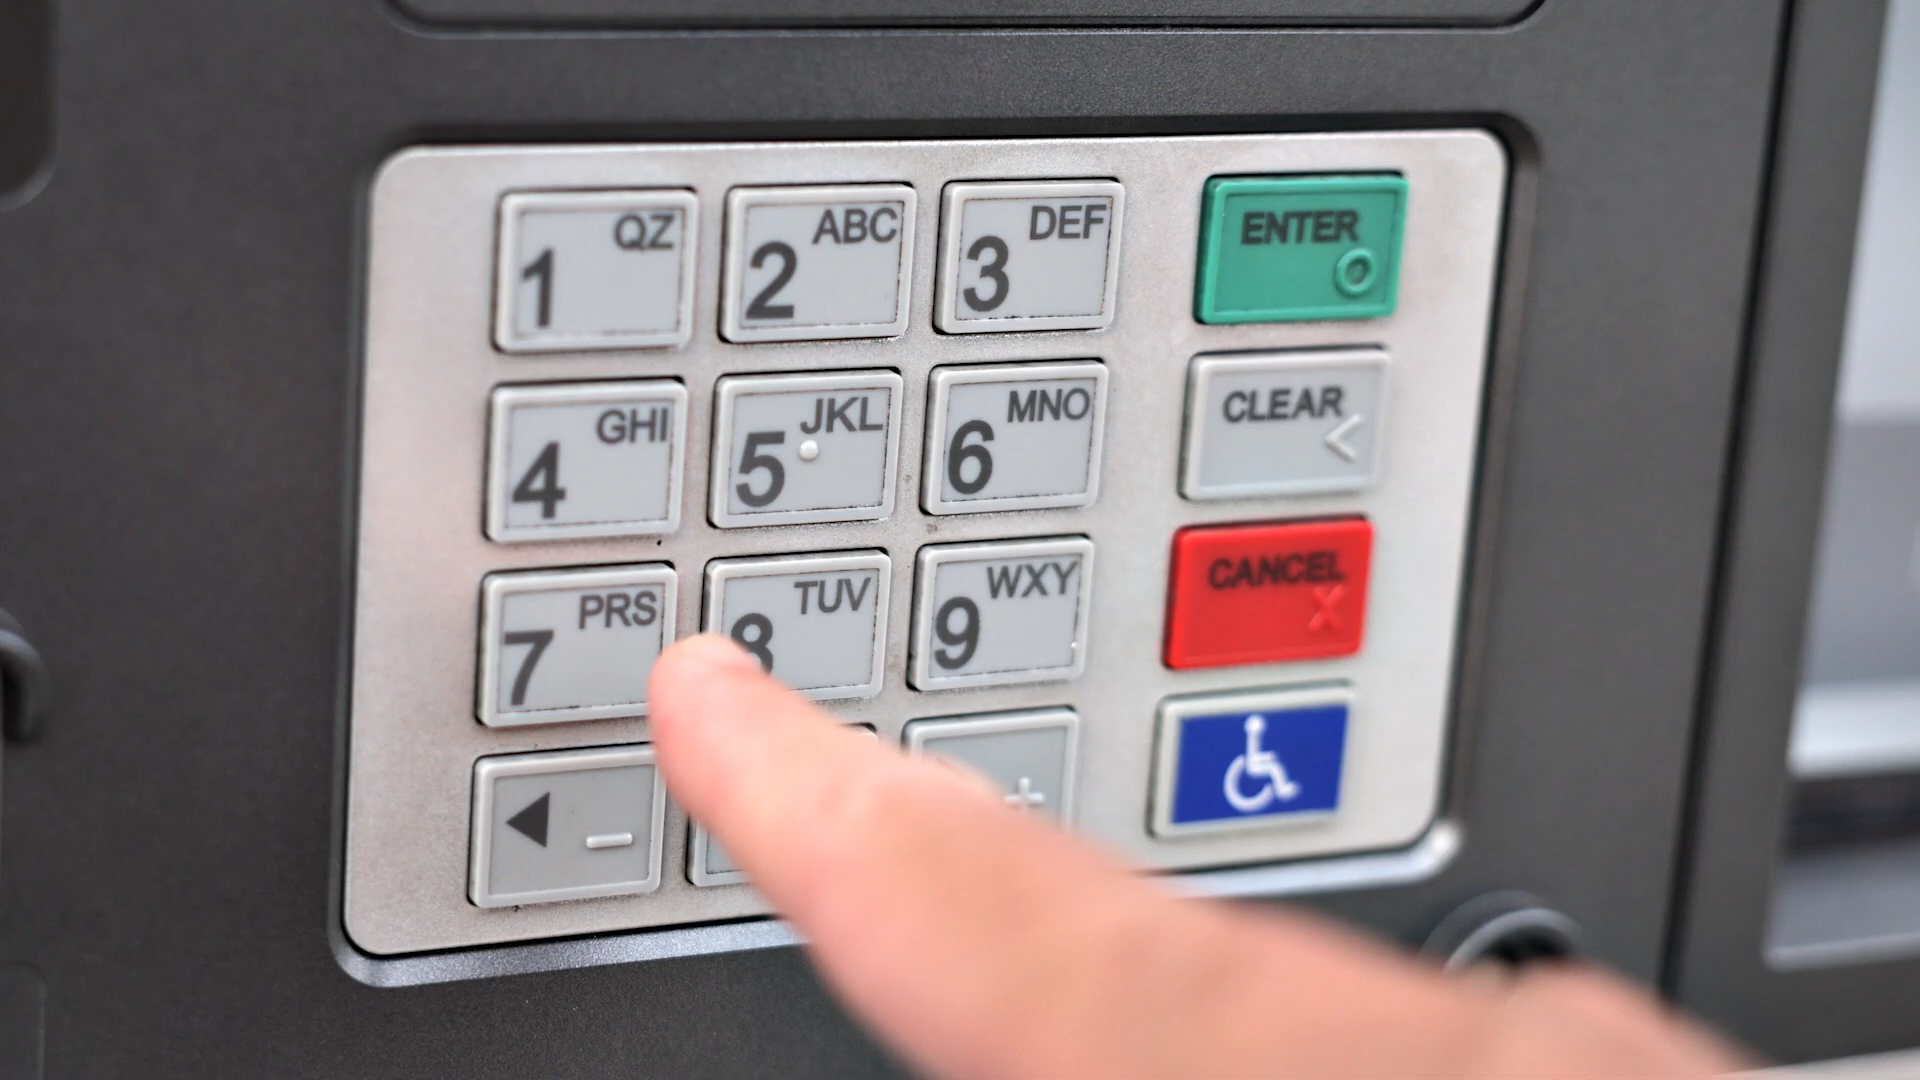 1 QZ
2 ABC
3 DEF
ENTER
4 GHI
5 JKL
6 MNO
CLEAR
<
7 PRS
8 TUV
9 WXY
CANCEL
X
◀ –
+